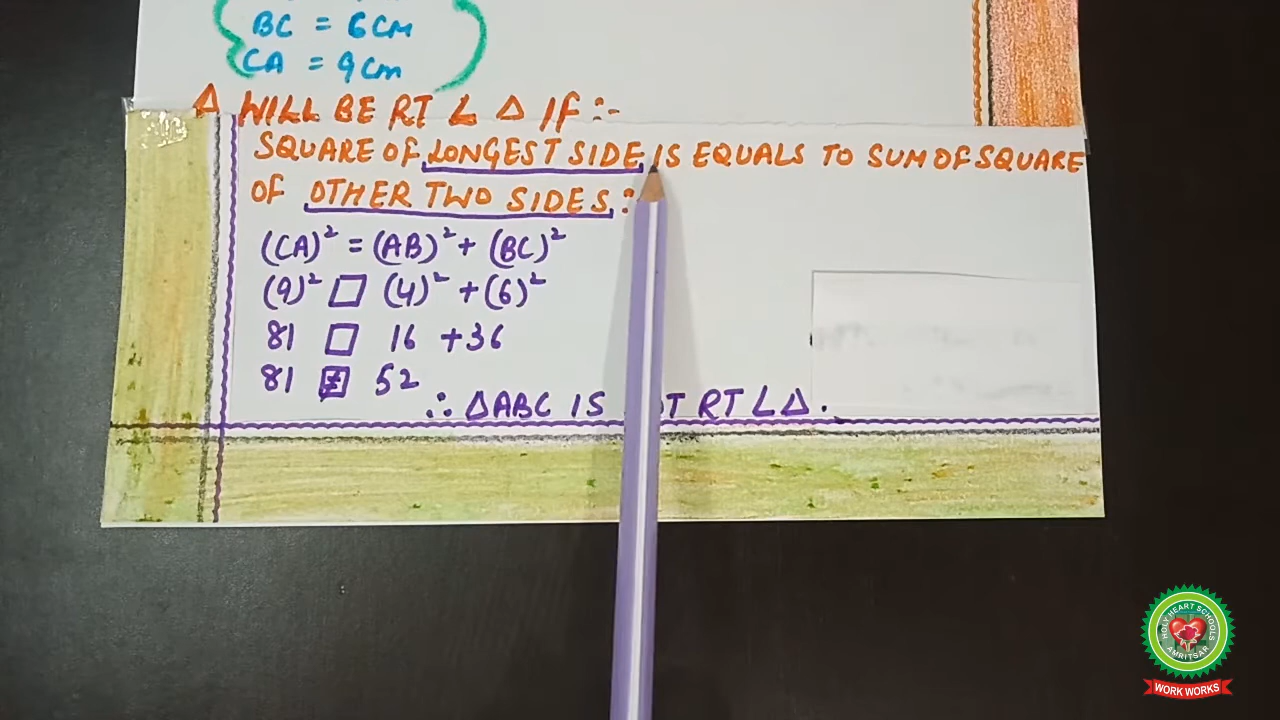 BC = 6CM
CA = 9Cm
Δ WILL BE RT ∠ Δ If :-
SQUARE OF LONGEST SIDE IS EQUALS TO SUM OF SQUARE
OF OTHER TWO SIDES :
(CA)² = (AB)² + (BC)²
(9)² □ (4)² + (6)²
81 □ 16 + 36
81 ≠ 52
∴ ΔABC IS RT ∠ Δ.
HOLY HEART SCHOOLS
AMRITSAR
WORK WORKS